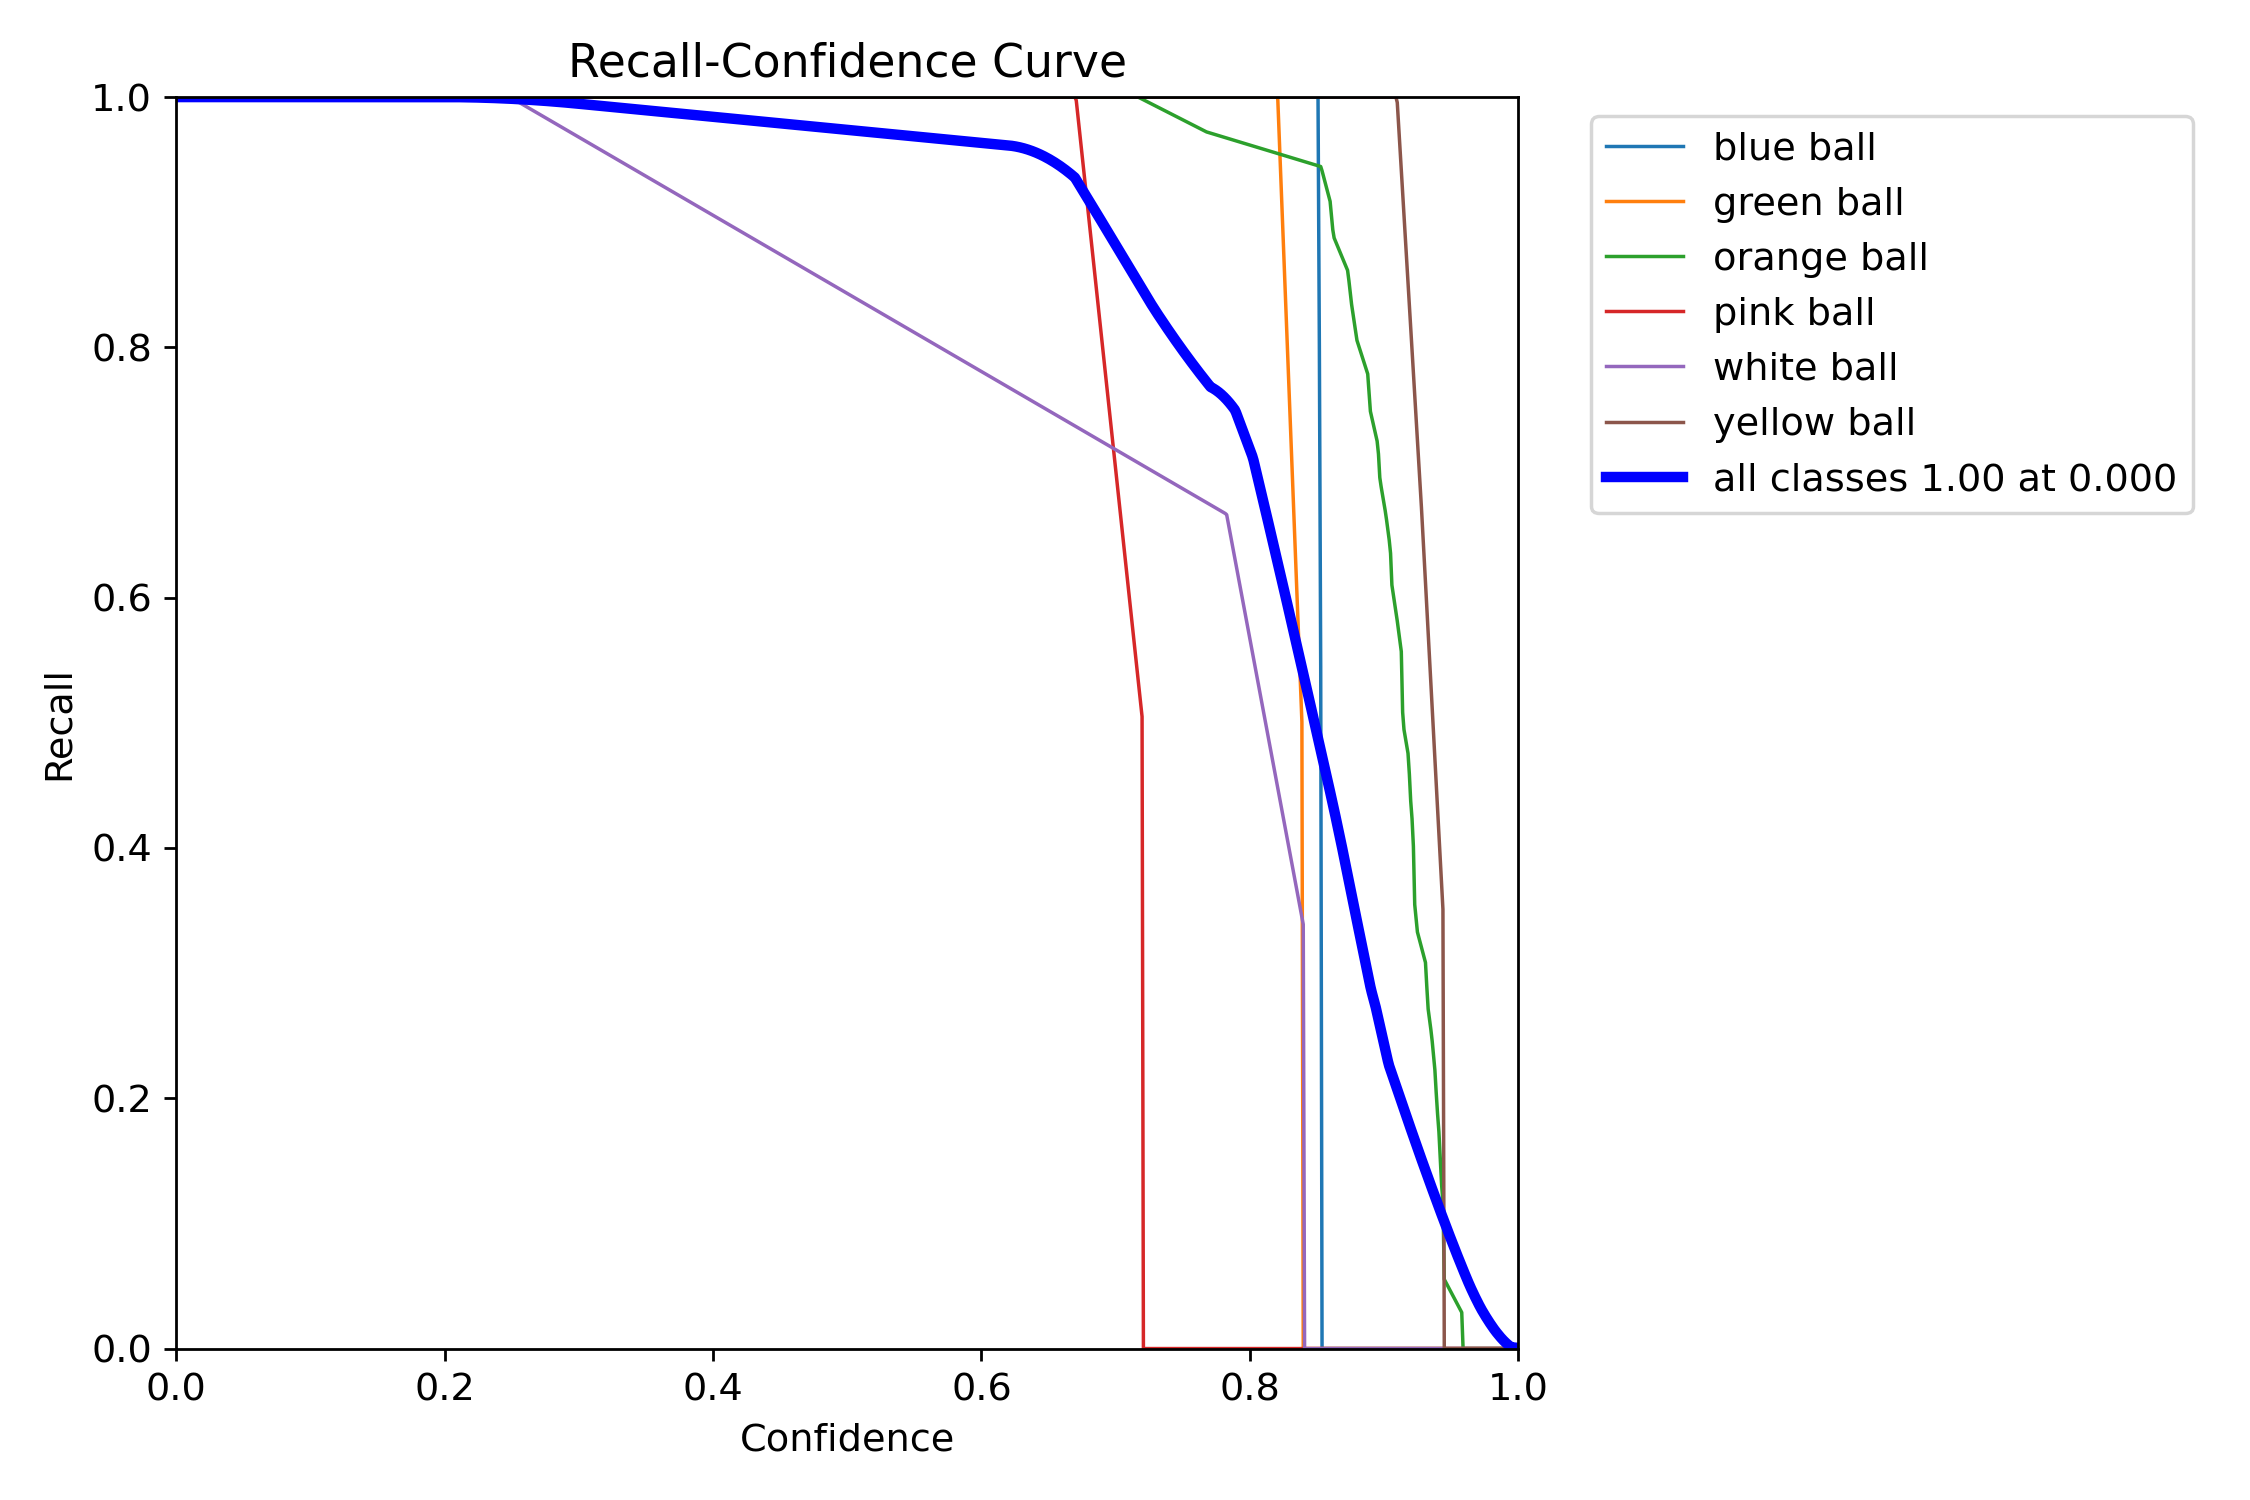 Recall-Confidence Curve
1.0
0.8
0.6
0.4
0.2
0.0
Recall
0.0 0.2 0.4 0.6 0.8 1.0
Confidence
blue ball
green ball
orange ball
pink ball
white ball
yellow ball
all classes 1.00 at 0.000